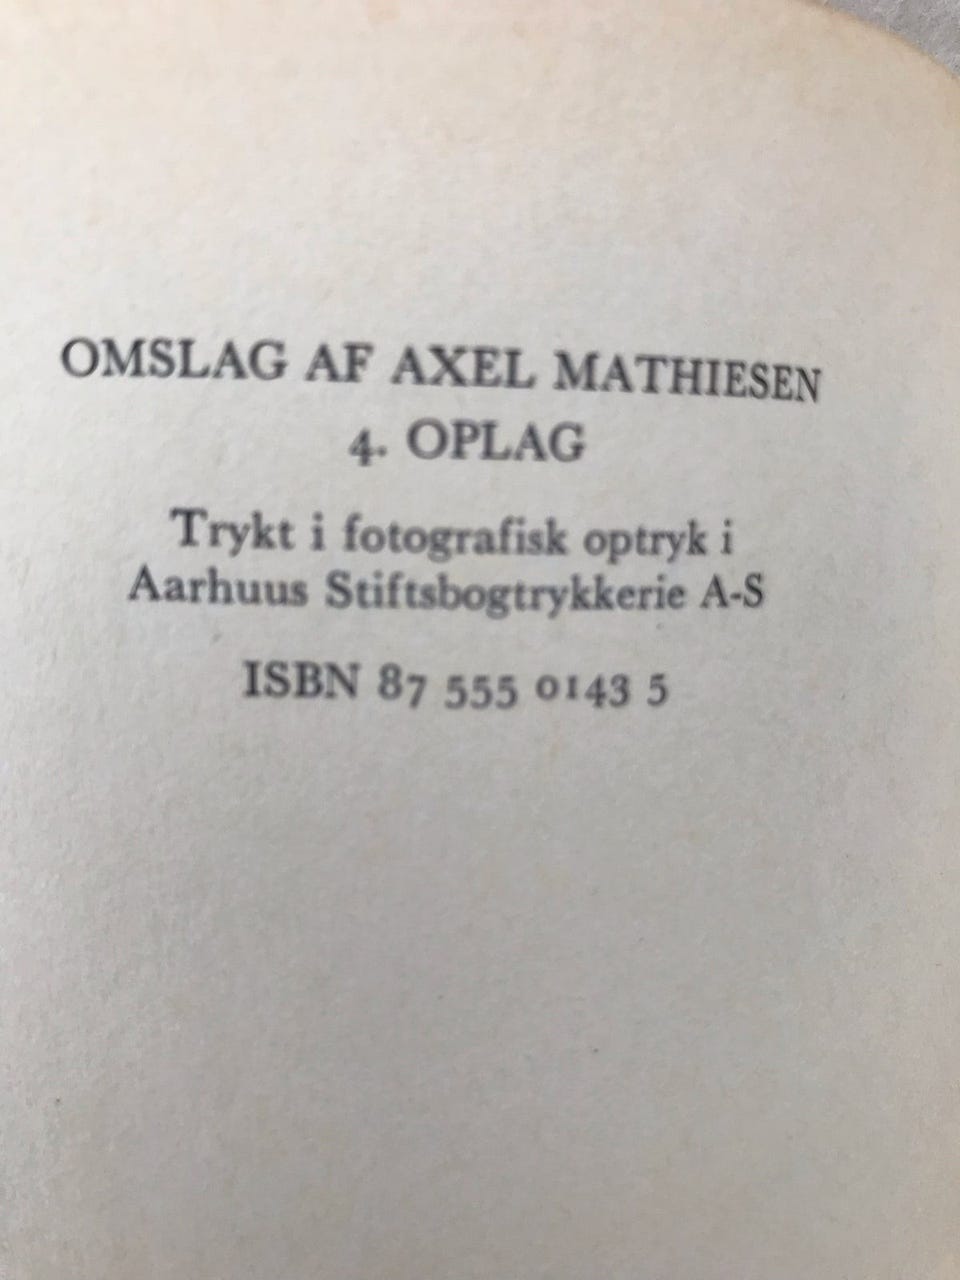 OMSLAG AF AXEL MATHIESEN
4. OPLAG
Trykt i fotografisk optryk i
Aarhuus Stiftsbogtrykkerie A-S
ISBN 87 555 0143 5